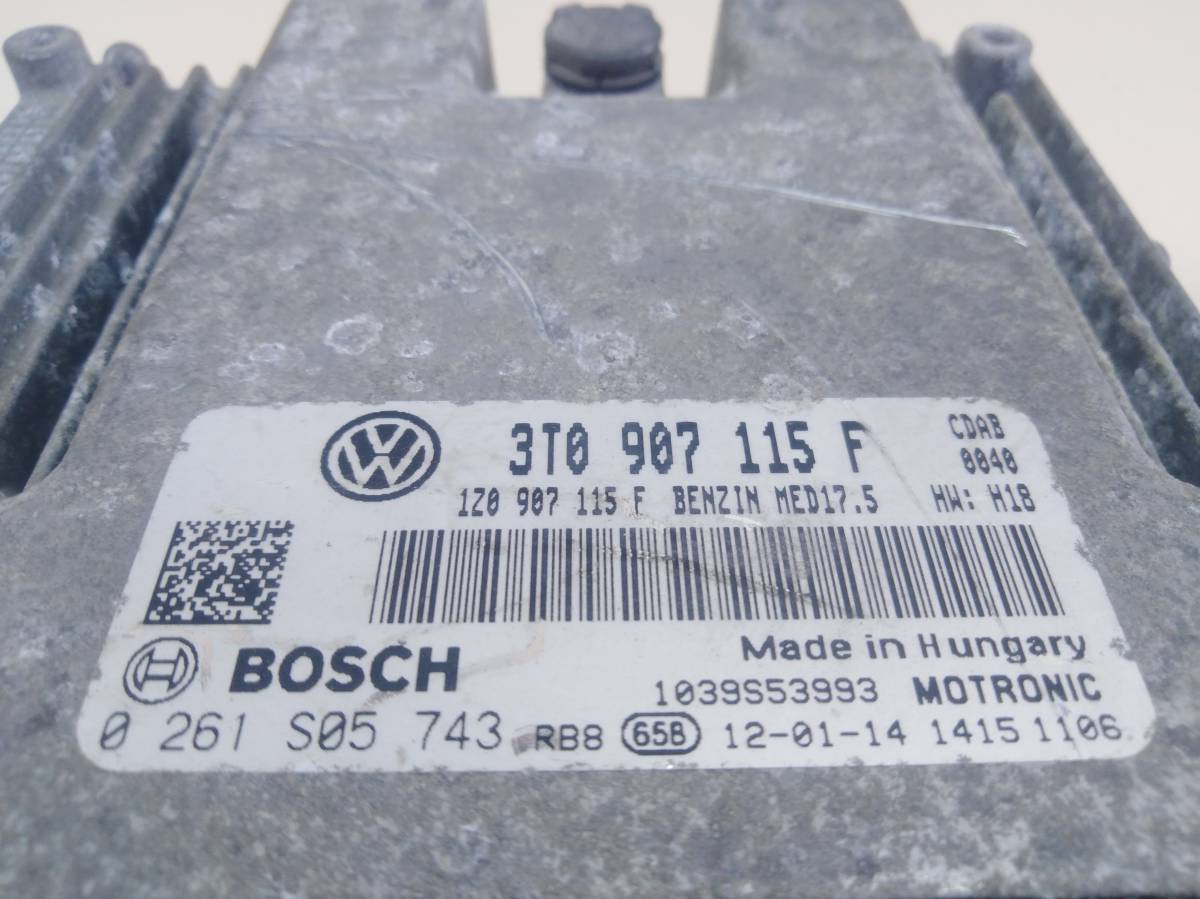 3T0 907 115 F CDAB
0040
1Z0 907 115 F BENZIN MED17.5 HW: H18
BOSCH Made in Hungary
1039S53993 MOTRONIC
0 261 S05 743 RB8 65B 12-01-14 1415 1106